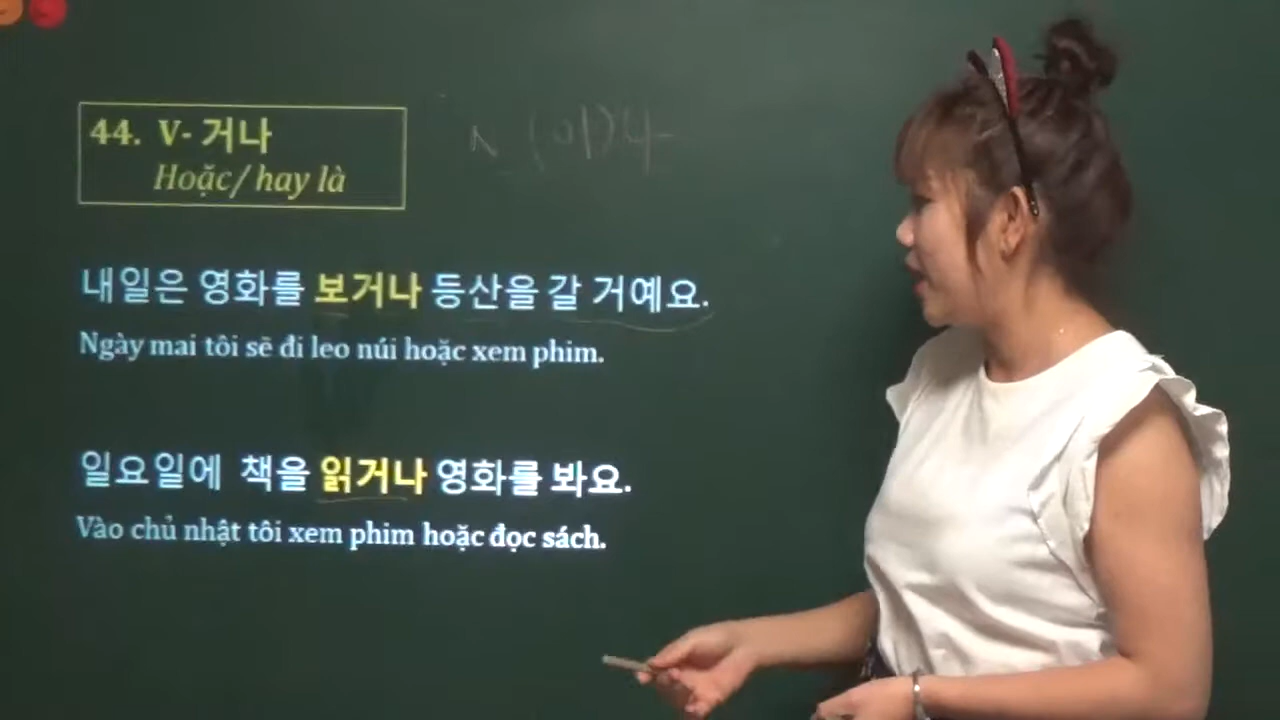 44. V- 거나
Hoặc/ hay là
N (이)나
내일은 영화를 보거나 등산을 갈 거예요.
Ngày mai tôi sẽ đi leo núi hoặc xem phim.
일요일에 책을 읽거나 영화를 봐요.
Vào chủ nhật tôi xem phim hoặc đọc sách.